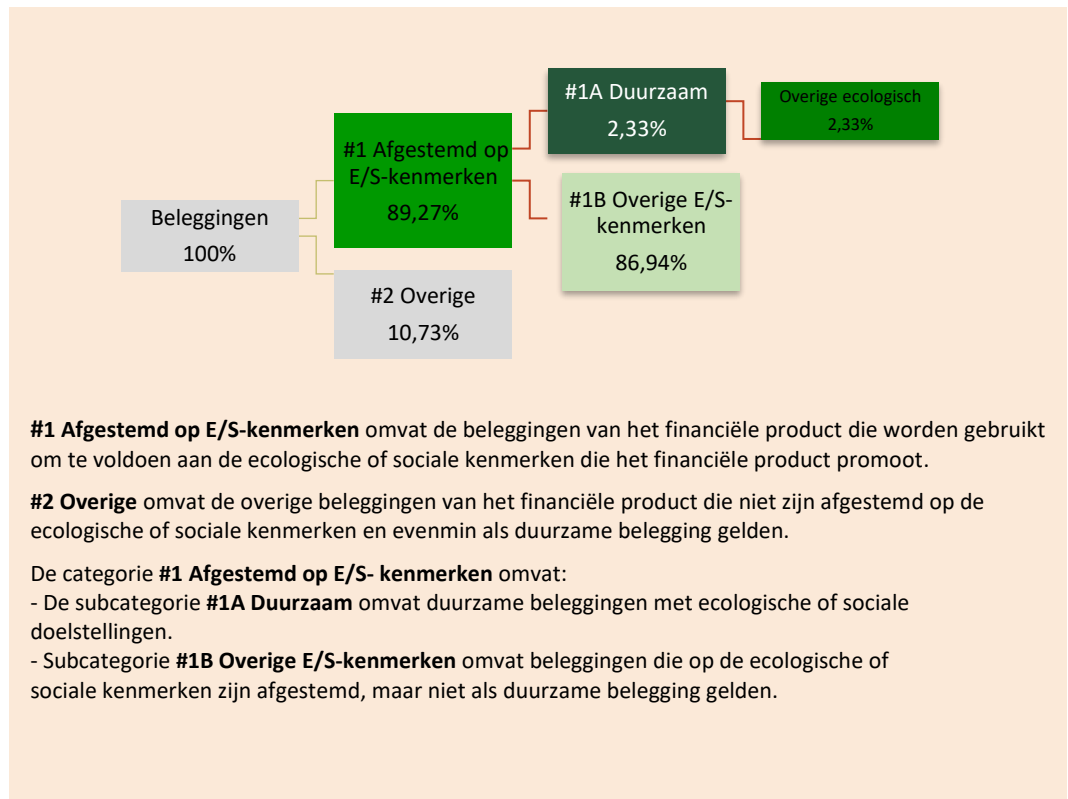 #1A Duurzaam
2,33%
Overige ecologisch
2,33%
#1 Afgestemd op
E/S-kenmerken
89,27%
#1B Overige E/S-
kenmerken
86,94%
Beleggingen
100%
#2 Overige
10,73%
#1 Afgestemd op E/S-kenmerken omvat de beleggingen van het financiële product die worden gebruikt
om te voldoen aan de ecologische of sociale kenmerken die het financiële product promoot.
#2 Overige omvat de overige beleggingen van het financiële product die niet zijn afgestemd op de
ecologische of sociale kenmerken en evenmin als duurzame belegging gelden.
De categorie #1 Afgestemd op E/S- kenmerken omvat:
- De subcategorie #1A Duurzaam omvat duurzame beleggingen met ecologische of sociale
doelstellingen.
- Subcategorie #1B Overige E/S-kenmerken omvat beleggingen die op de ecologische of
sociale kenmerken zijn afgestemd, maar niet als duurzame belegging gelden.